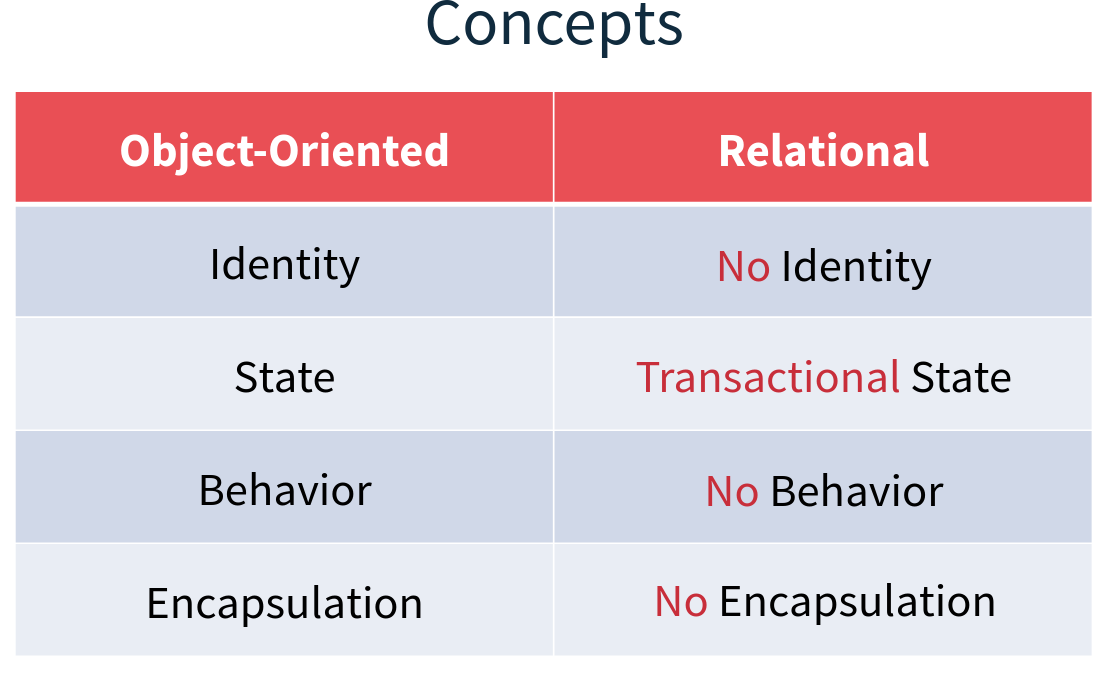 Concepts
Object-Oriented Relational
Identity No Identity
State Transactional State
Behavior No Behavior
Encapsulation No Encapsulation